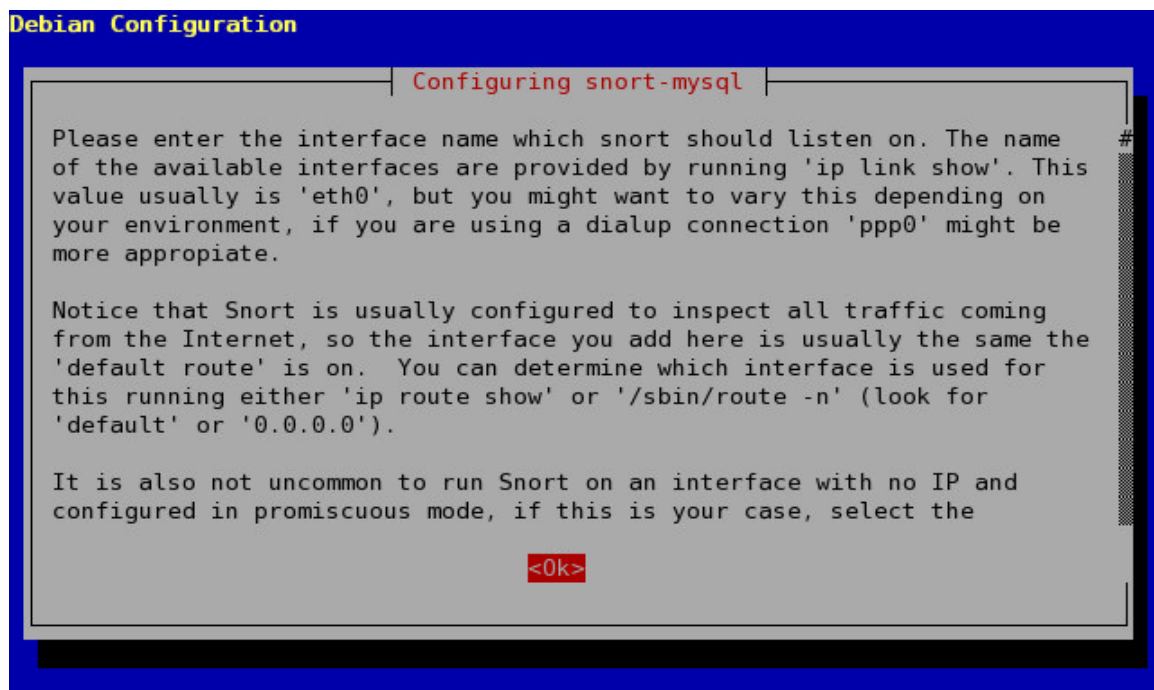 Debian Configuration
Configuring snort-mysql
Please enter the interface name which snort should listen on. The name #
of the available interfaces are provided by running 'ip link show'. This
value usually is 'eth0', but you might want to vary this depending on
your environment, if you are using a dialup connection 'ppp0' might be
more appropiate.
Notice that Snort is usually configured to inspect all traffic coming
from the Internet, so the interface you add here is usually the same the
'default route' is on.  You can determine which interface is used for
this running either 'ip route show' or '/sbin/route -n' (look for
'default' or '0.0.0.0').
It is also not uncommon to run Snort on an interface with no IP and
configured in promiscuous mode, if this is your case, select the
<Ok>